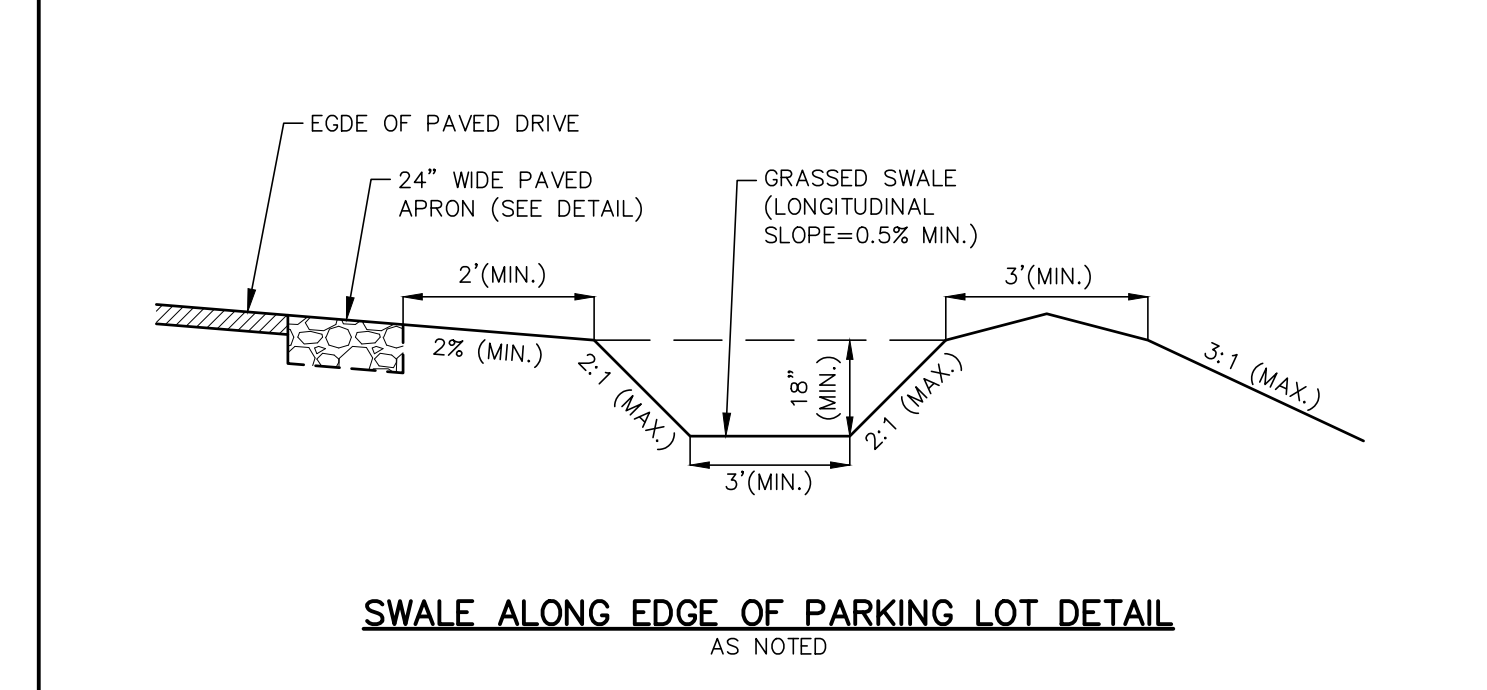 EGDE OF PAVED DRIVE
24” WIDE PAVED
APRON (SEE DETAIL)
GRASSED SWALE
(LONGITUDINAL
SLOPE=0.5% MIN.)
2’(MIN.)
3’(MIN.)
2% (MIN.)
2:1 (MAX.)
18”
(MIN.)
2:1 (MAX.)
3:1 (MAX.)
3’(MIN.)
SWALE ALONG EDGE OF PARKING LOT DETAIL
AS NOTED